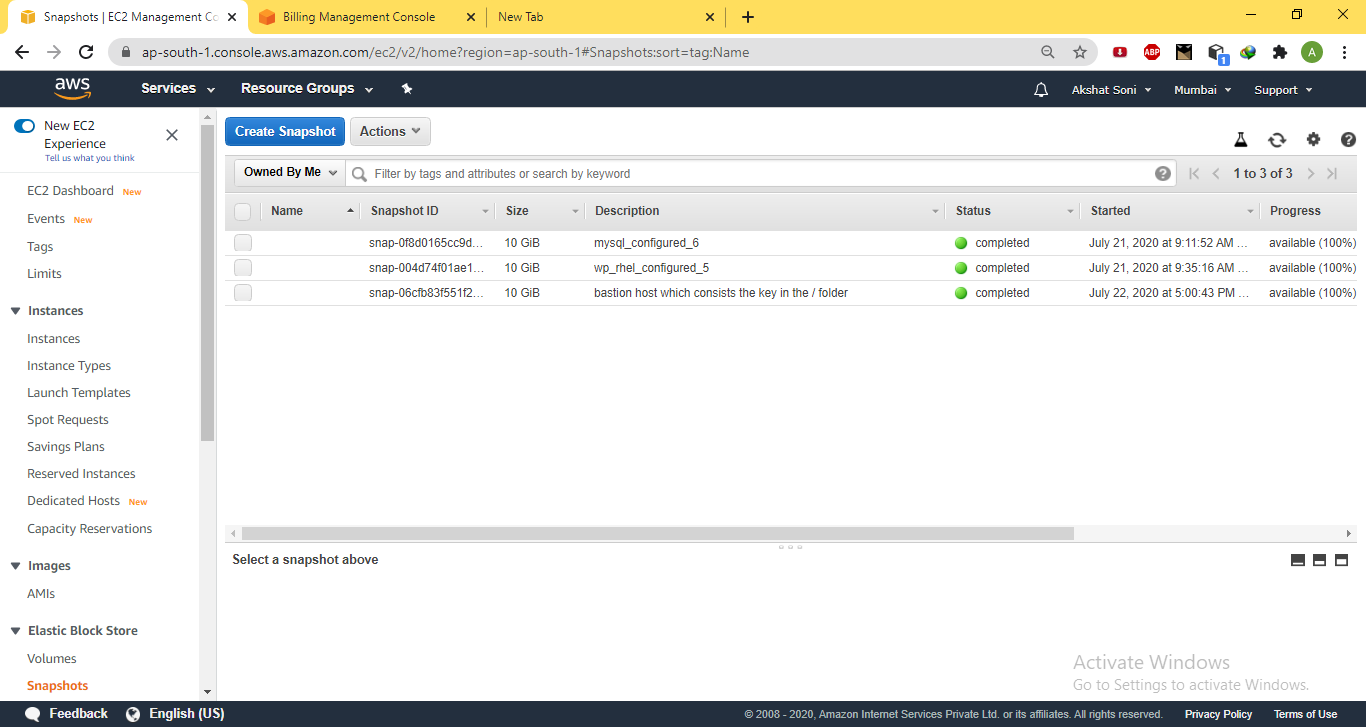 Snapshots | EC2 Management Co
Billing Management Console
New Tab
ap-south-1.console.aws.amazon.com/ec2/v2/home?region=ap-south-1#Snapshots:sort=tag:Name
ABP
1
A
aws
Services
Resource Groups
Akshat Soni
Mumbai
Support
New EC2
Experience
Tell us what you think
EC2 Dashboard New
Events New
Tags
Limits
Instances
Instances
Instance Types
Launch Templates
Spot Requests
Savings Plans
Reserved Instances
Dedicated Hosts New
Capacity Reservations
Images
AMIs
Elastic Block Store
Volumes
Snapshots
Create Snapshot
Actions
Owned By Me
Filter by tags and attributes or search by keyword
1 to 3 of 3
Name Snapshot ID Size Description Status Started Progress
snap-0f8d0165cc9d... 10 GiB mysql_configured_6 completed July 21, 2020 at 9:11:52 AM ... available (100%)
snap-004d74f01ae1... 10 GiB wp_rhel_configured_5 completed July 21, 2020 at 9:35:16 AM ... available (100%)
snap-06cfb83f551f2... 10 GiB bastion host which consists the key in the / folder completed July 22, 2020 at 5:00:43 PM ... available (100%)
Select a snapshot above
Activate Windows
Go to Settings to activate Windows.
Feedback
English (US)
© 2008 - 2020, Amazon Internet Services Private Ltd. or its affiliates. All rights reserved.
Privacy Policy
Terms of Use